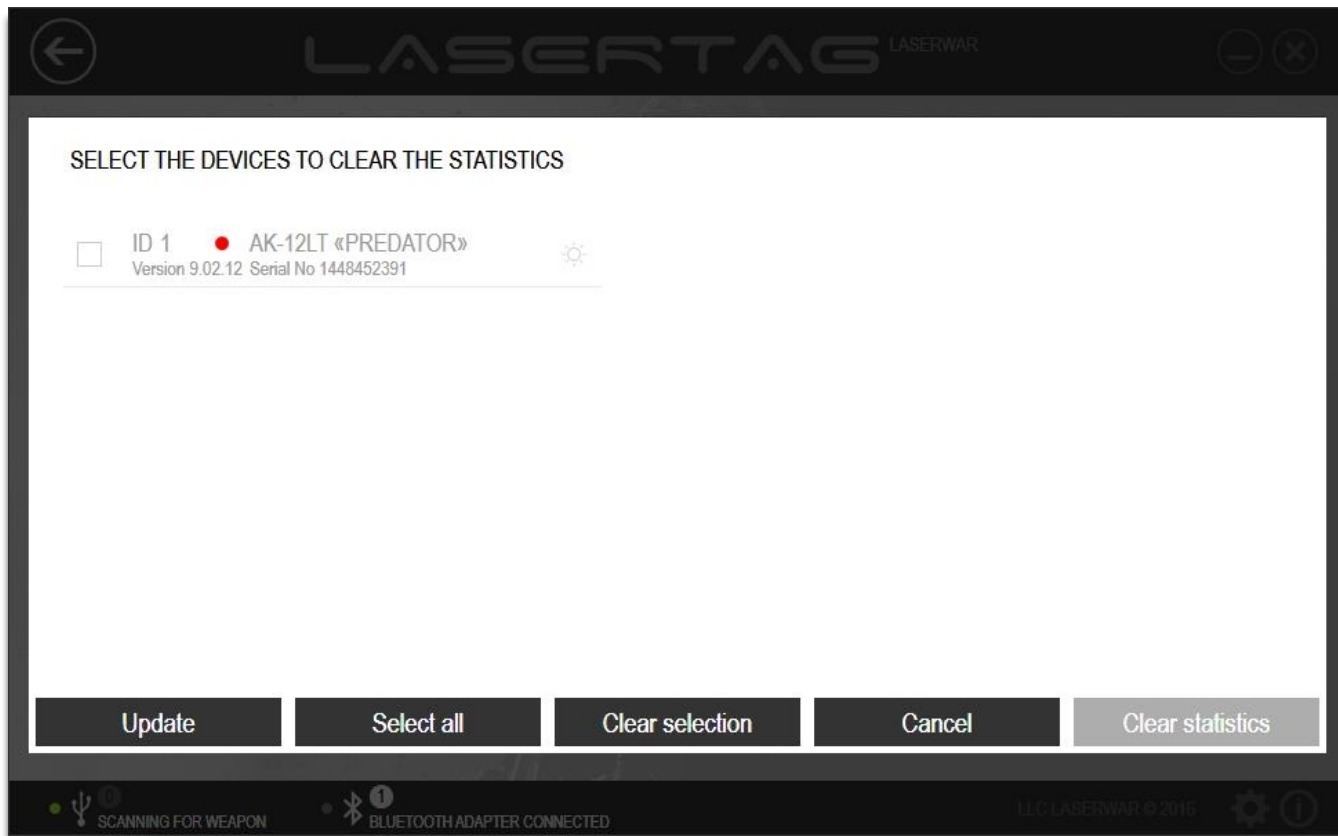 LASERTAG LASERWAR
SELECT THE DEVICES TO CLEAR THE STATISTICS
ID 1 AK-12LT «PREDATOR»
Version 9.02.12 Serial No 1448452391
Update Select all Clear selection Cancel Clear statistics
0 1
SCANNING FOR WEAPON BLUETOOTH ADAPTER CONNECTED LLC LASERWAR © 2015